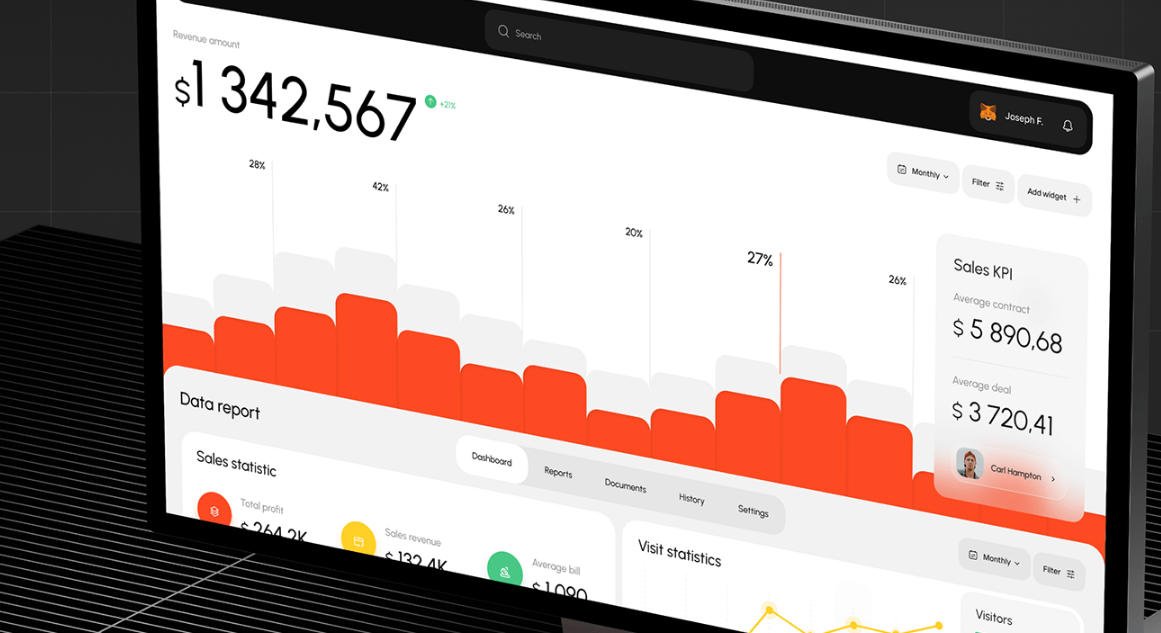 Search
Revenue amount
$1 342,567
+21%
Joseph F.
Monthly
Filter
Add widget
28%
42%
26%
20%
27%
26%
Sales KPI
Average contract
$ 5 890,68
Average deal
$ 3 720,41
Carl Hampton
Data report
Dashboard
Reports
Documents
History
Settings
Sales statistic
Total profit
$ 264.2K
Sales revenue
$ 132.4K
Average bill
$ 1 090
Visit statistics
Monthly
Filter
Visitors